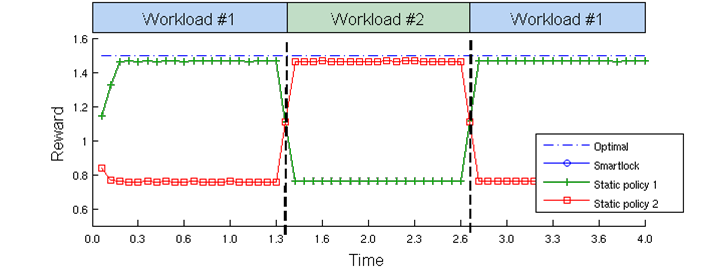 Workload #1 Workload #2 Workload #1
1.6
1.4
1.2
1
0.8
0.6
Reward
0.0 0.3 0.6 1.0 1.3 1.6 2.0 2.3 2.6 3.0 3.3 3.6 4.0
Time
Optimal
Smartlock
Static policy 1
Static policy 2